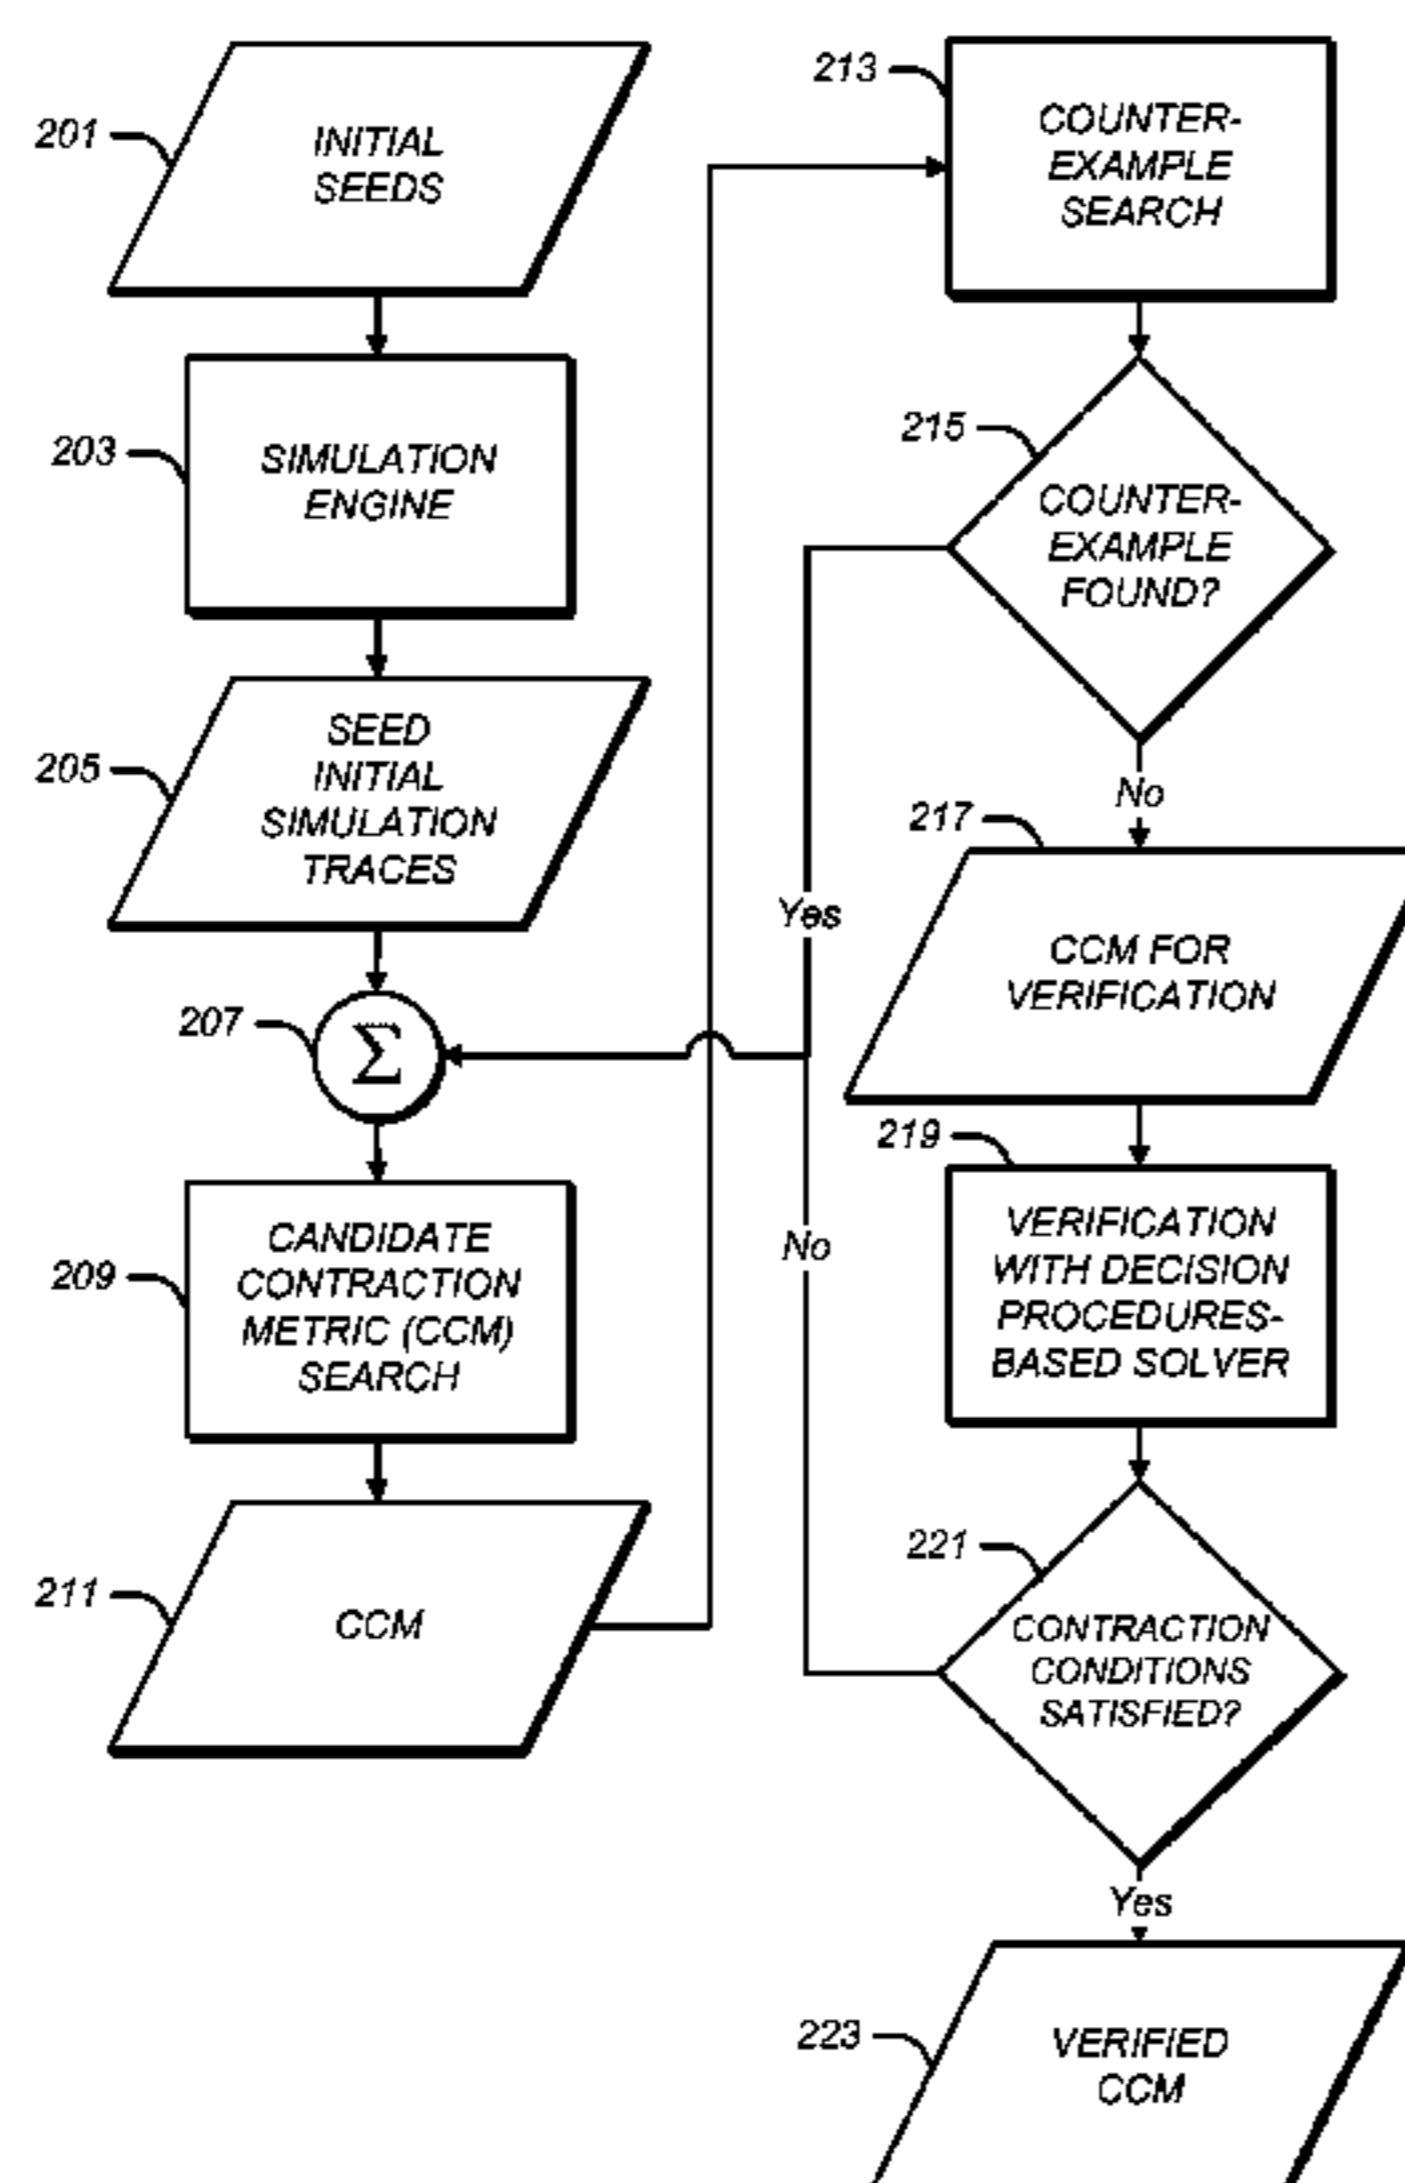 201
INITIAL
SEEDS
203
SIMULATION
ENGINE
205
SEED
INITIAL
SIMULATION
TRACES
207
Σ
209
CANDIDATE
CONTRACTION
METRIC (CCM)
SEARCH
211
CCM
213
COUNTER-
EXAMPLE
SEARCH
215
COUNTER-
EXAMPLE
FOUND?
Yes
No
217
CCM FOR
VERIFICATION
219
VERIFICATION
WITH DECISION
PROCEDURES-
BASED SOLVER
No
221
CONTRACTION
CONDITIONS
SATISFIED?
Yes
223
VERIFIED
CCM